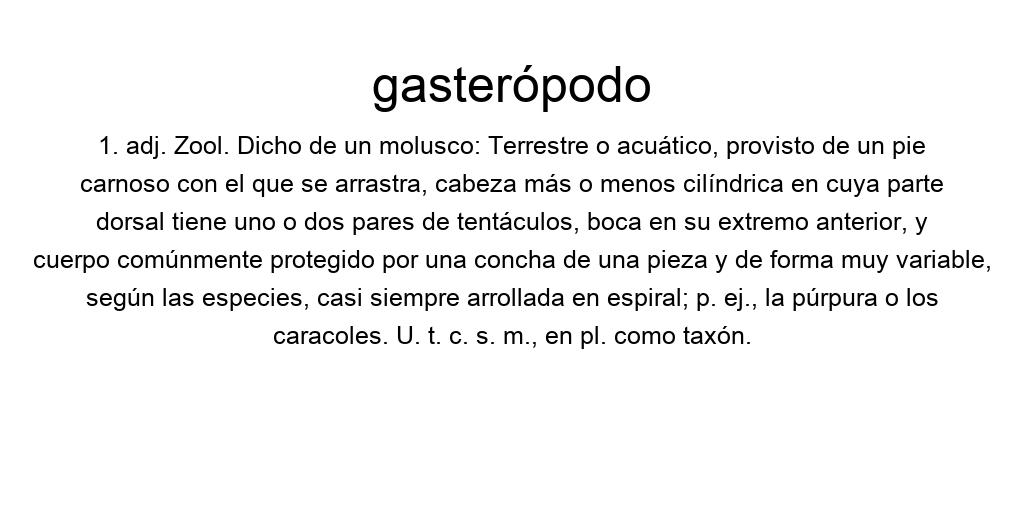 gasterópodo
1. adj. Zool. Dicho de un molusco: Terrestre o acuático, provisto de un pie
carnoso con el que se arrastra, cabeza más o menos cilíndrica en cuya parte
dorsal tiene uno o dos pares de tentáculos, boca en su extremo anterior, y
cuerpo comúnmente protegido por una concha de una pieza y de forma muy variable,
según las especies, casi siempre arrollada en espiral; p. ej., la púrpura o los
caracoles. U. t. c. s. m., en pl. como taxón.